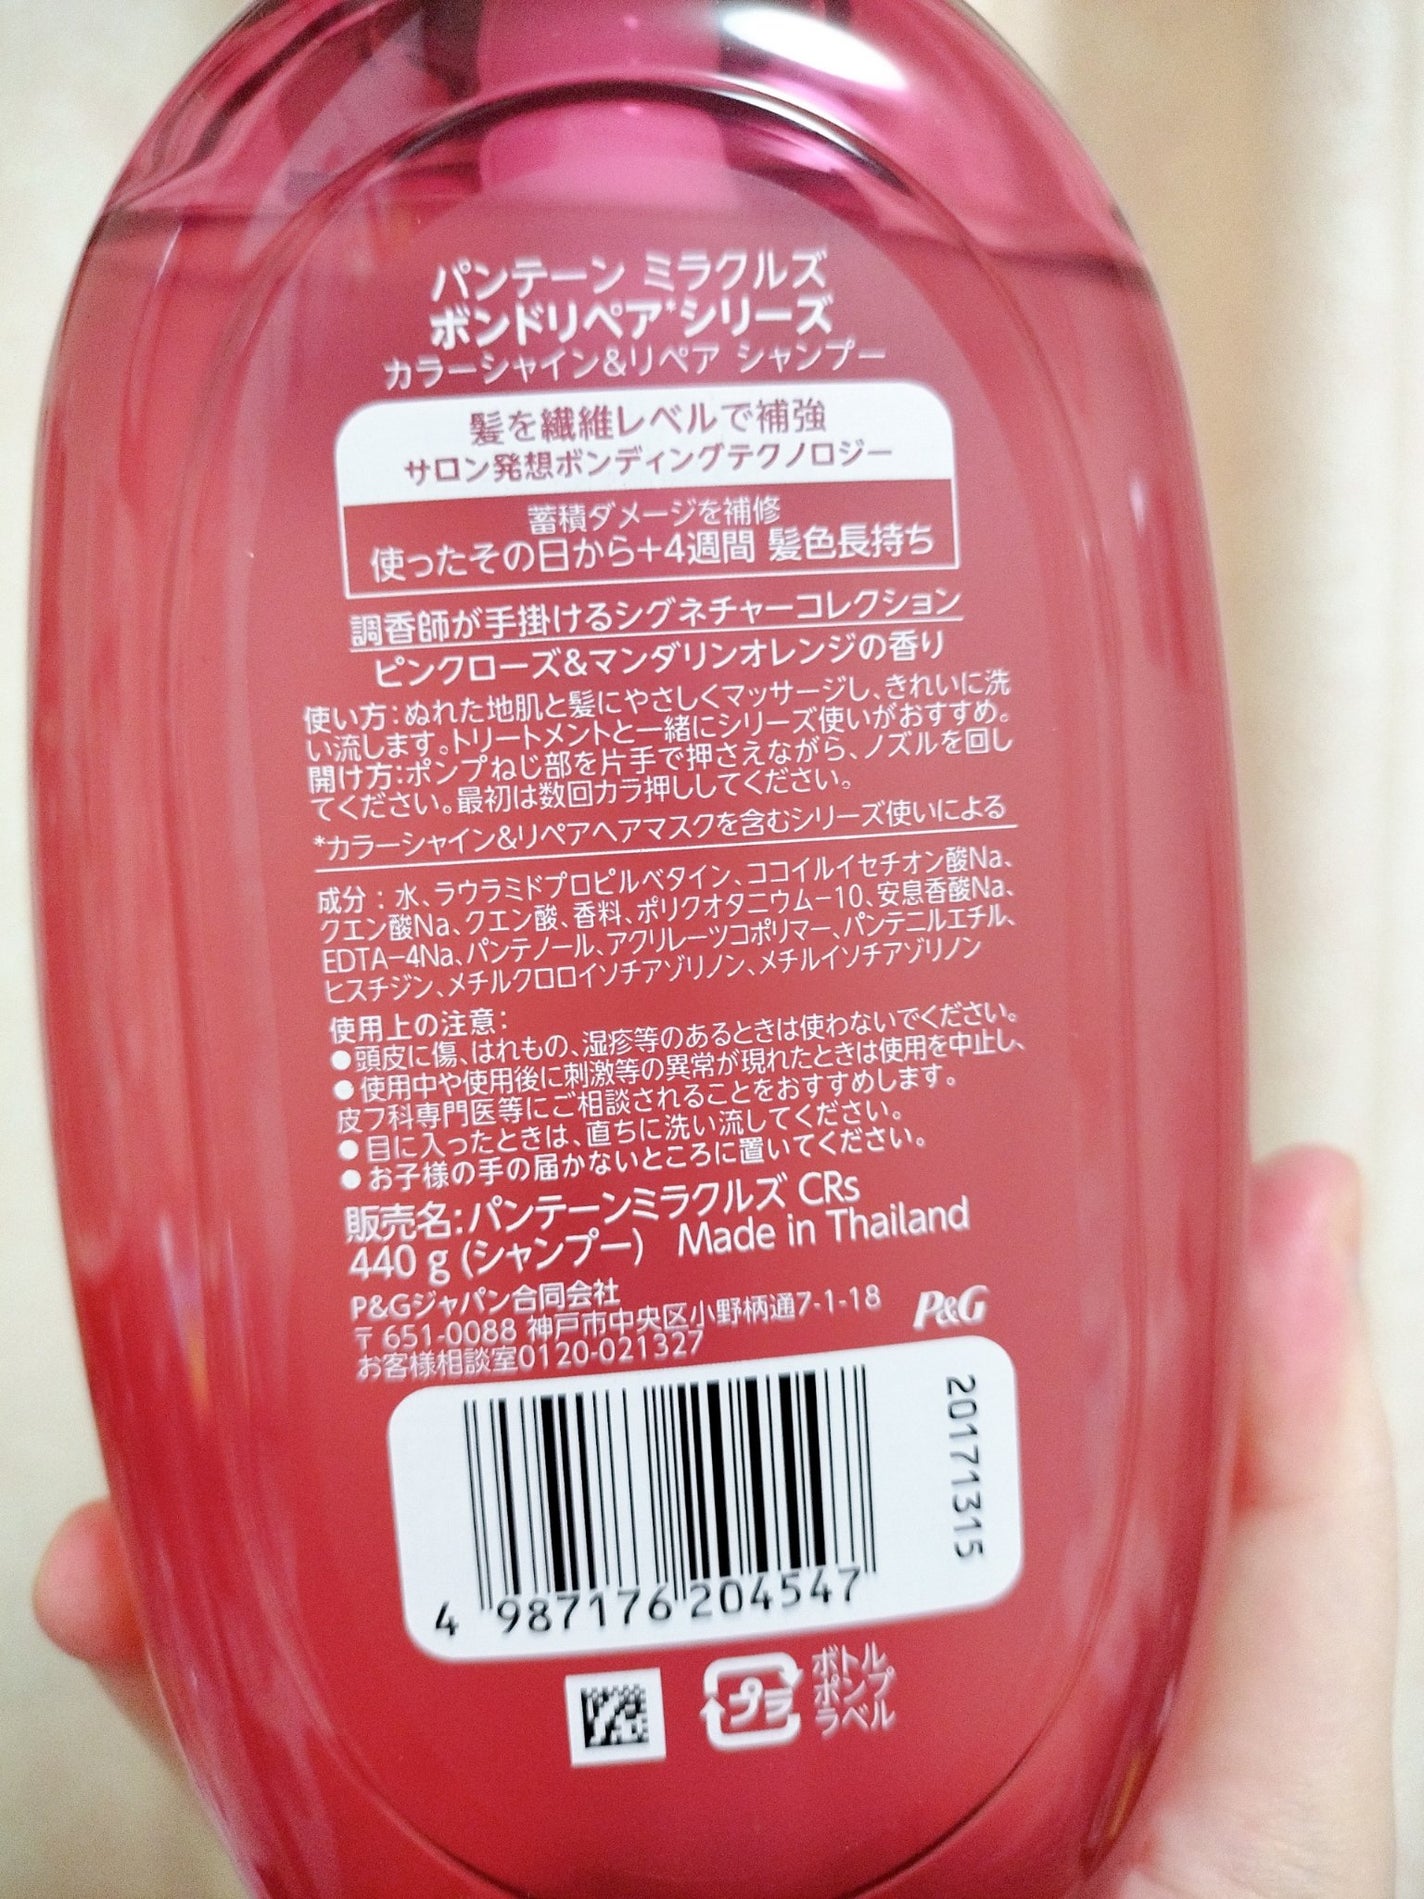 パンテーン ミラクルズ
ボンドリペア*シリーズ
カラーシャイン&リペア シャンプー
髪を繊維レベルで補強
サロン発想ボンディングテクノロジー
蓄積ダメージを補修
使ったその日から+4週間 髪色長持ち
調香師が手掛けるシグネチャーコレクション
ピンクローズ&マンダリンオレンジの香り
使い方:ぬれた地肌と髪にやさしくマッサージし、きれいに洗
い流します。トリートメントと一緒にシリーズ使いがおすすめ。
開け方:ポンプねじ部を片手で押さえながら、ノズルを回し
てください。最初は数回カラ押ししてください。
*カラーシャイン&リペアヘアマスクを含むシリーズ使いによる
成分：水、ラウラミドプロピルベタイン、ココイルイセチオン酸Na、
クエン酸Na、クエン酸、香料、ポリクオタニウム-10、安息香酸Na、
EDTA-4Na、パンテノール、アクリレーツコポリマー、パンテニルエチル、
ヒスチジン、メチルクロロイソチアゾリノン、メチルイソチアゾリノン
使用上の注意：
●頭皮に傷、はれもの、湿疹等のあるときは使わないでください。
●使用中や使用後に刺激等の異常が現れたときは使用を中止し、
皮フ科専門医等にご相談されることをおすすめします。
●目に入ったときは、直ちに洗い流してください。
●お子様の手の届かないところに置いてください。
販売名:パンテーンミラクルズ CRs
440 g (シャンプー) Made in Thailand
P&Gジャパン合同会社
〒651-0088 神戸市中央区小野柄通7-1-18
お客様相談室0120-021327
P&G
20171315
4 987176 204547
プラ
ボトル
ポンプ
ラベル